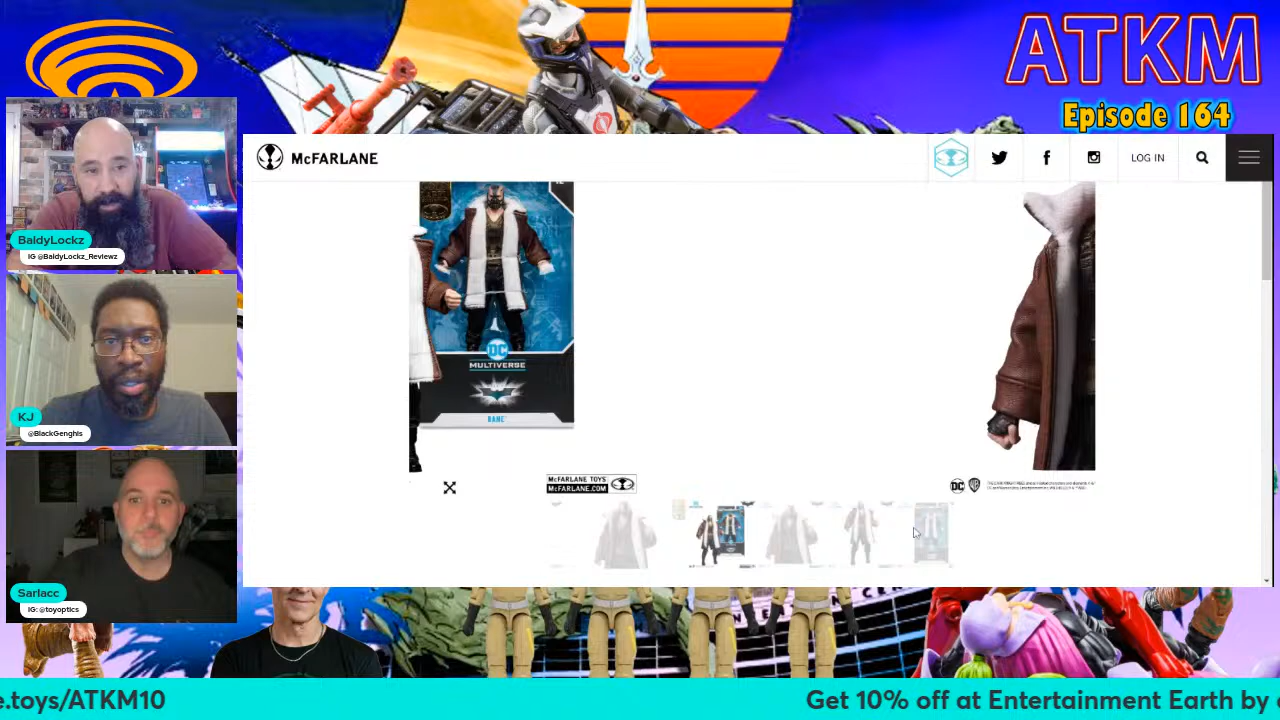 ATKM
Episode 164
McFARLANE
LOG IN
BaldyLockz
IG @BaldyLockz_Reviewz
KJ
@BlackGenghis
Sarlacc
IG: @toyoptics
DC
MULTIVERSE
BANE
McFARLANE TOYS
McFARLANE.COM
DC
e.toys/ATKM10
Get 10% off at Entertainment Earth by